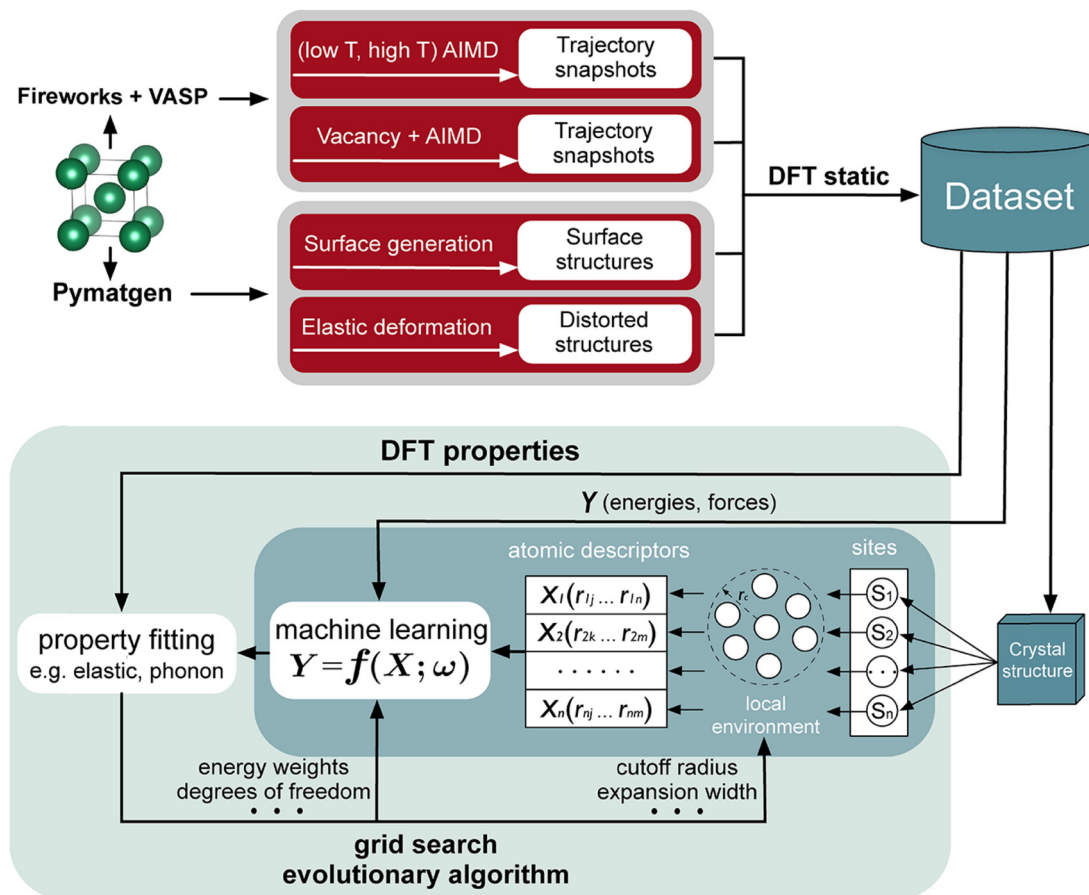 (low T, high T) AIMD
Trajectory
snapshots
Fireworks + VASP
Vacancy + AIMD
Trajectory
snapshots
DFT static
Dataset
Surface generation
Surface
structures
Pymatgen
Elastic deformation
Distorted
structures
DFT properties
Y (energies, forces)
atomic descriptors
sites
property fitting
e.g. elastic, phonon
machine learning
Y = f(X; ω)
X1(r1j ... r1n)
X2(r2k ... r2m)
......
Xn(rnj ... rnm)
rc
local
environment
S1
S2
...
Sn
Crystal
structure
energy weights
degrees of freedom
...
cutoff radius
expansion width
...
grid search
evolutionary algorithm